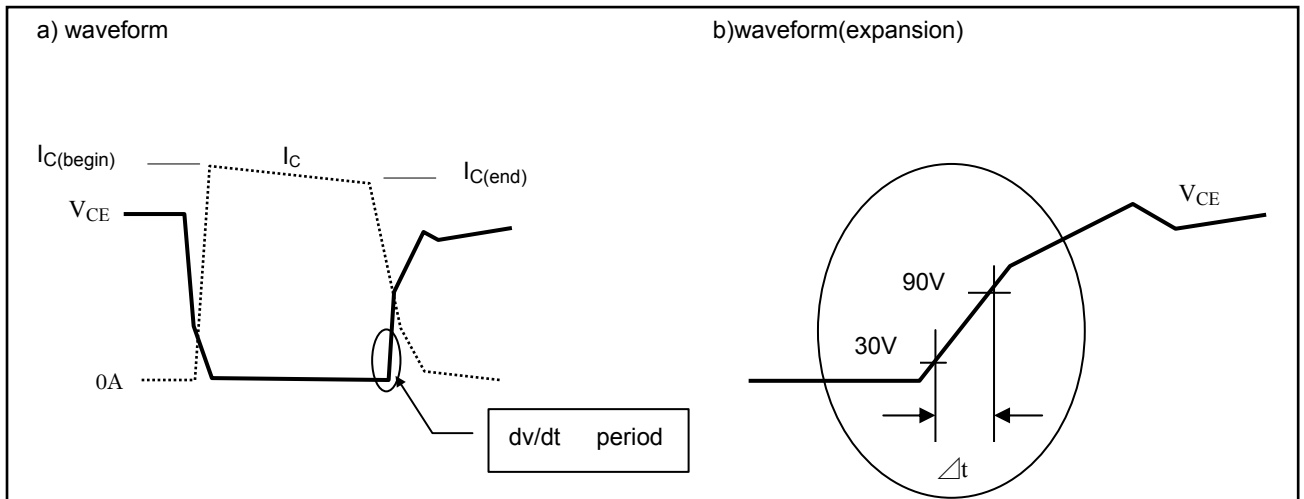 a) waveform
b)waveform(expansion)
IC(begin)
IC
IC(end)
VCE
0A
dv/dt period
VCE
90V
30V
⊿t